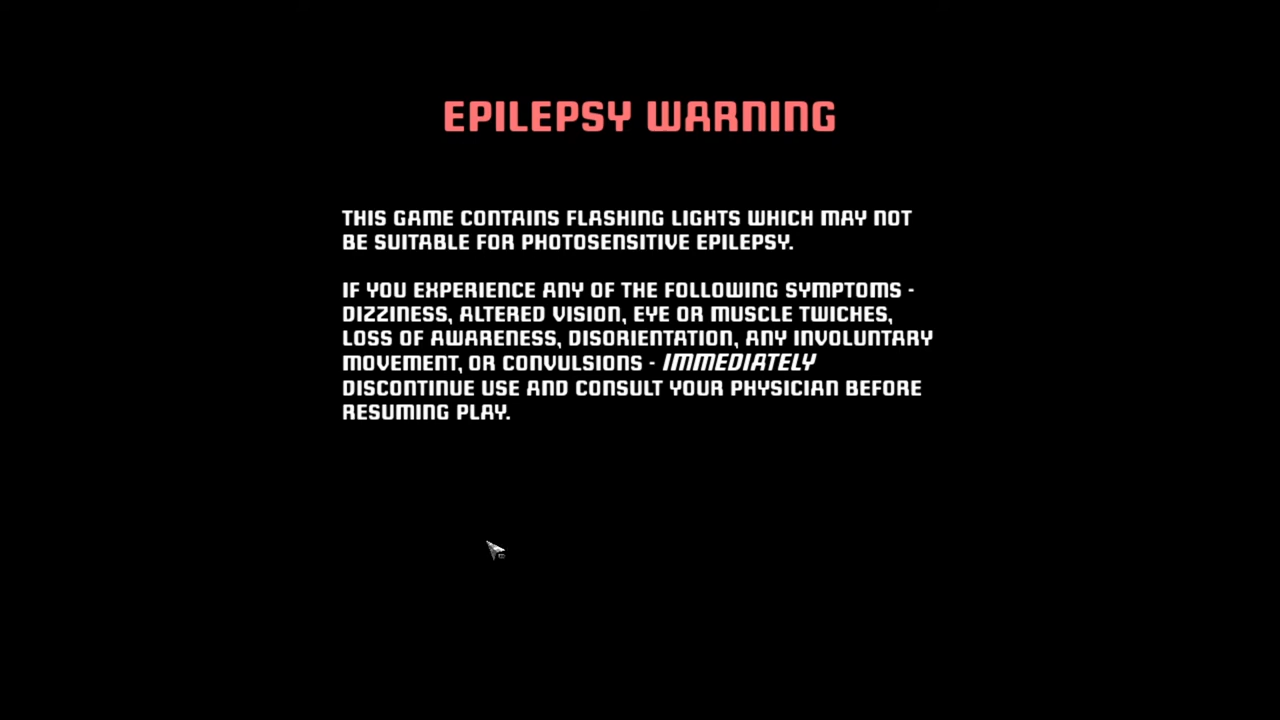 EPILEPSY WARNING
THIS GAME CONTAINS FLASHING LIGHTS WHICH MAY NOT
BE SUITABLE FOR PHOTOSENSITIVE EPILEPSY.
IF YOU EXPERIENCE ANY OF THE FOLLOWING SYMPTOMS -
DIZZINESS, ALTERED VISION, EYE OR MUSCLE TWICHES,
LOSS OF AWARENESS, DISORIENTATION, ANY INVOLUNTARY
MOVEMENT, OR CONVULSIONS - IMMEDIATELY
DISCONTINUE USE AND CONSULT YOUR PHYSICIAN BEFORE
RESUMING PLAY.